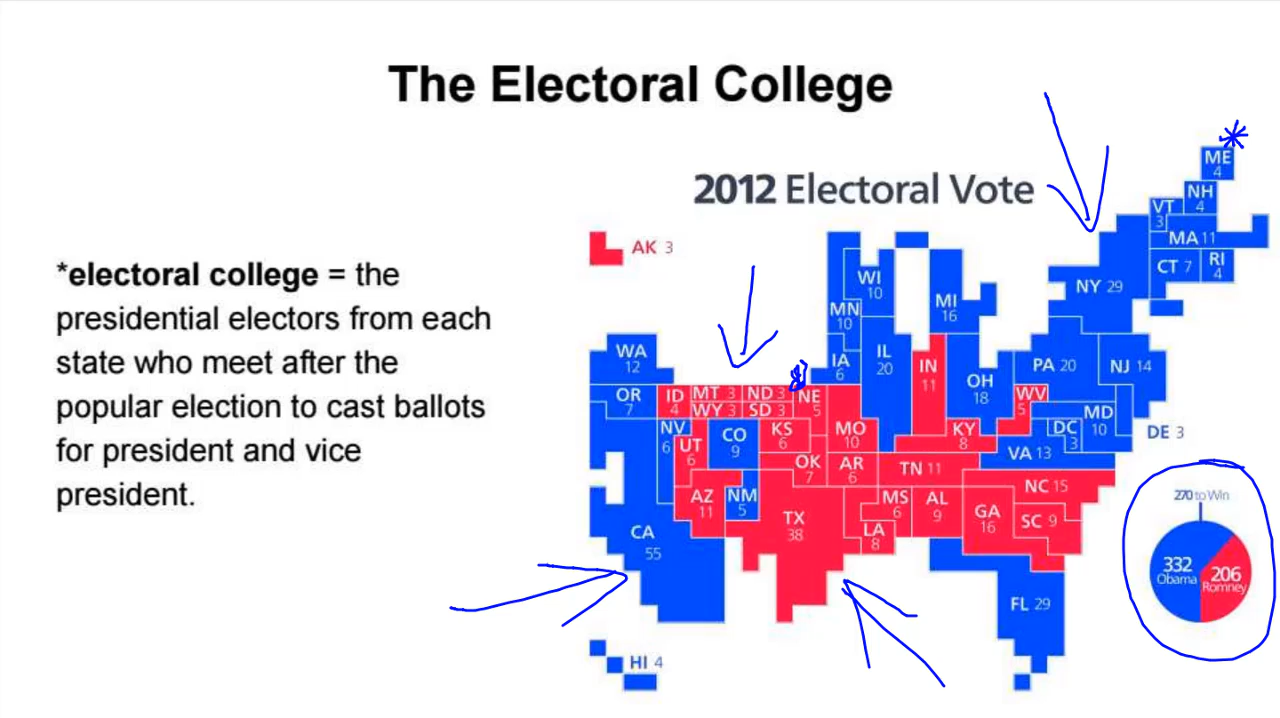 The Electoral College
2012 Electoral Vote
*electoral college = the
presidential electors from each
state who meet after the
popular election to cast ballots
for president and vice
president.
AK 3
ME
4
NH
4
VT
3
MA 11
CT 7
RI
4
NY 29
WI
10
MN
10
MI
16
WA
12
IA
6
IL
20
IN
11
OH
18
PA 20
NJ 14
OR
7
ID
4
MT 3
ND 3
WY 3
SD 3
NE
5
WV
5
MD
10
DC
3
DE 3
NV
6
UT
6
CO
9
KS
6
MO
10
KY
8
VA 13
OK
7
AR
6
TN 11
NC 15
AZ
11
NM
5
TX
38
LA
8
MS
6
AL
9
GA
16
SC 9
CA
55
FL 29
HI 4
270 to Win
332
Obama
206
Romney